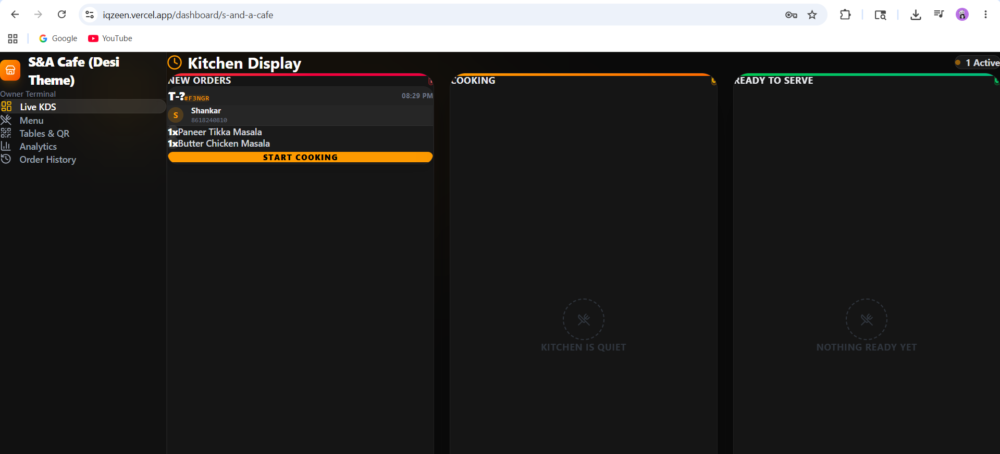 iqzeen.vercel.app/dashboard/s-and-a-cafe
Google
YouTube
S&A Cafe (Desi
Theme)
Owner Terminal
Live KDS
Menu
Tables & QR
Analytics
Order History
Kitchen Display
1 Active
NEW ORDERS
T-?#F3NGR
08:29 PM
S
Shankar
8618240810
1xPaneer Tikka Masala
1xButter Chicken Masala
START COOKING
COOKING
KITCHEN IS QUIET
READY TO SERVE
NOTHING READY YET